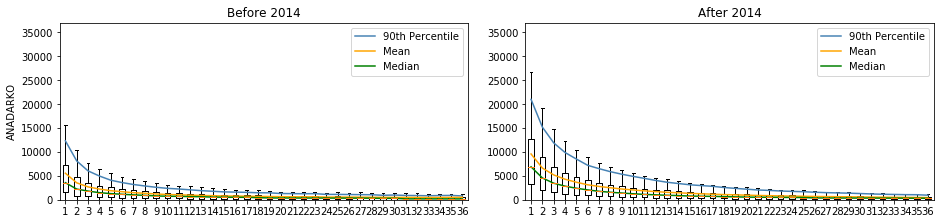 Before 2014
35000
30000
25000
20000
15000
10000
5000
0
ANADARKO
90th Percentile
Mean
Median
1 2 3 4 5 6 7 8 9 10 11 12 13 14 15 16 17 18 19 20 21 22 23 24 25 26 27 28 29 30 31 32 33 34 35 36
After 2014
35000
30000
25000
20000
15000
10000
5000
0
90th Percentile
Mean
Median
1 2 3 4 5 6 7 8 9 10 11 12 13 14 15 16 17 18 19 20 21 22 23 24 25 26 27 28 29 30 31 32 33 34 35 36